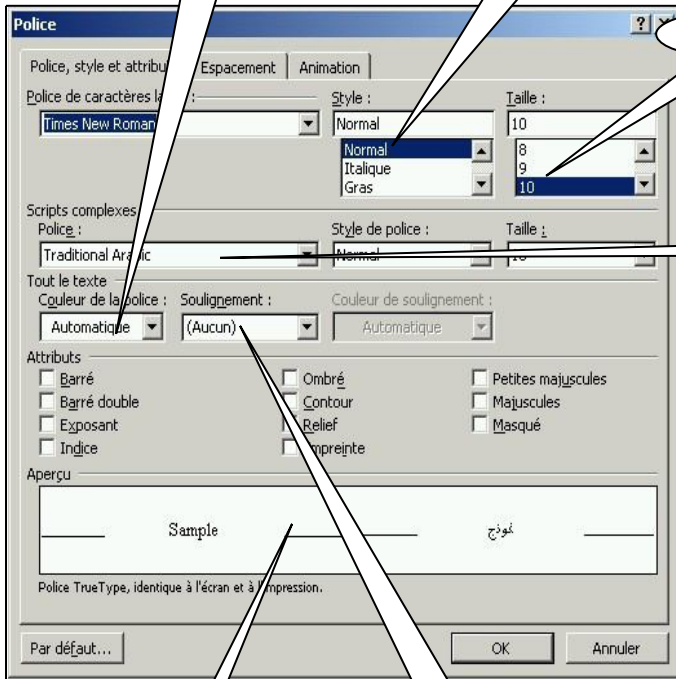 Police
Police, style et attribu Espacement Animation
Police de caractères la :
Style :
Taille :
Times New Roman
Normal
10
Normal
Italique
Gras
8
9
10
Scripts complexes
Police :
Style de police :
Taille :
Traditional Arabic
Normal
Tout le texte
Couleur de la police :
Soulignement :
Couleur de soulignement :
Automatique
(Aucun)
Automatique
Attributs
Barré
Ombré
Petites majuscules
Barré double
Contour
Majuscules
Exposant
Relief
Masqué
Indice
Empreinte
Aperçu
Sample
نموذج
Police TrueType, identique à l'écran et à l'impression.
Par défaut...
OK
Annuler